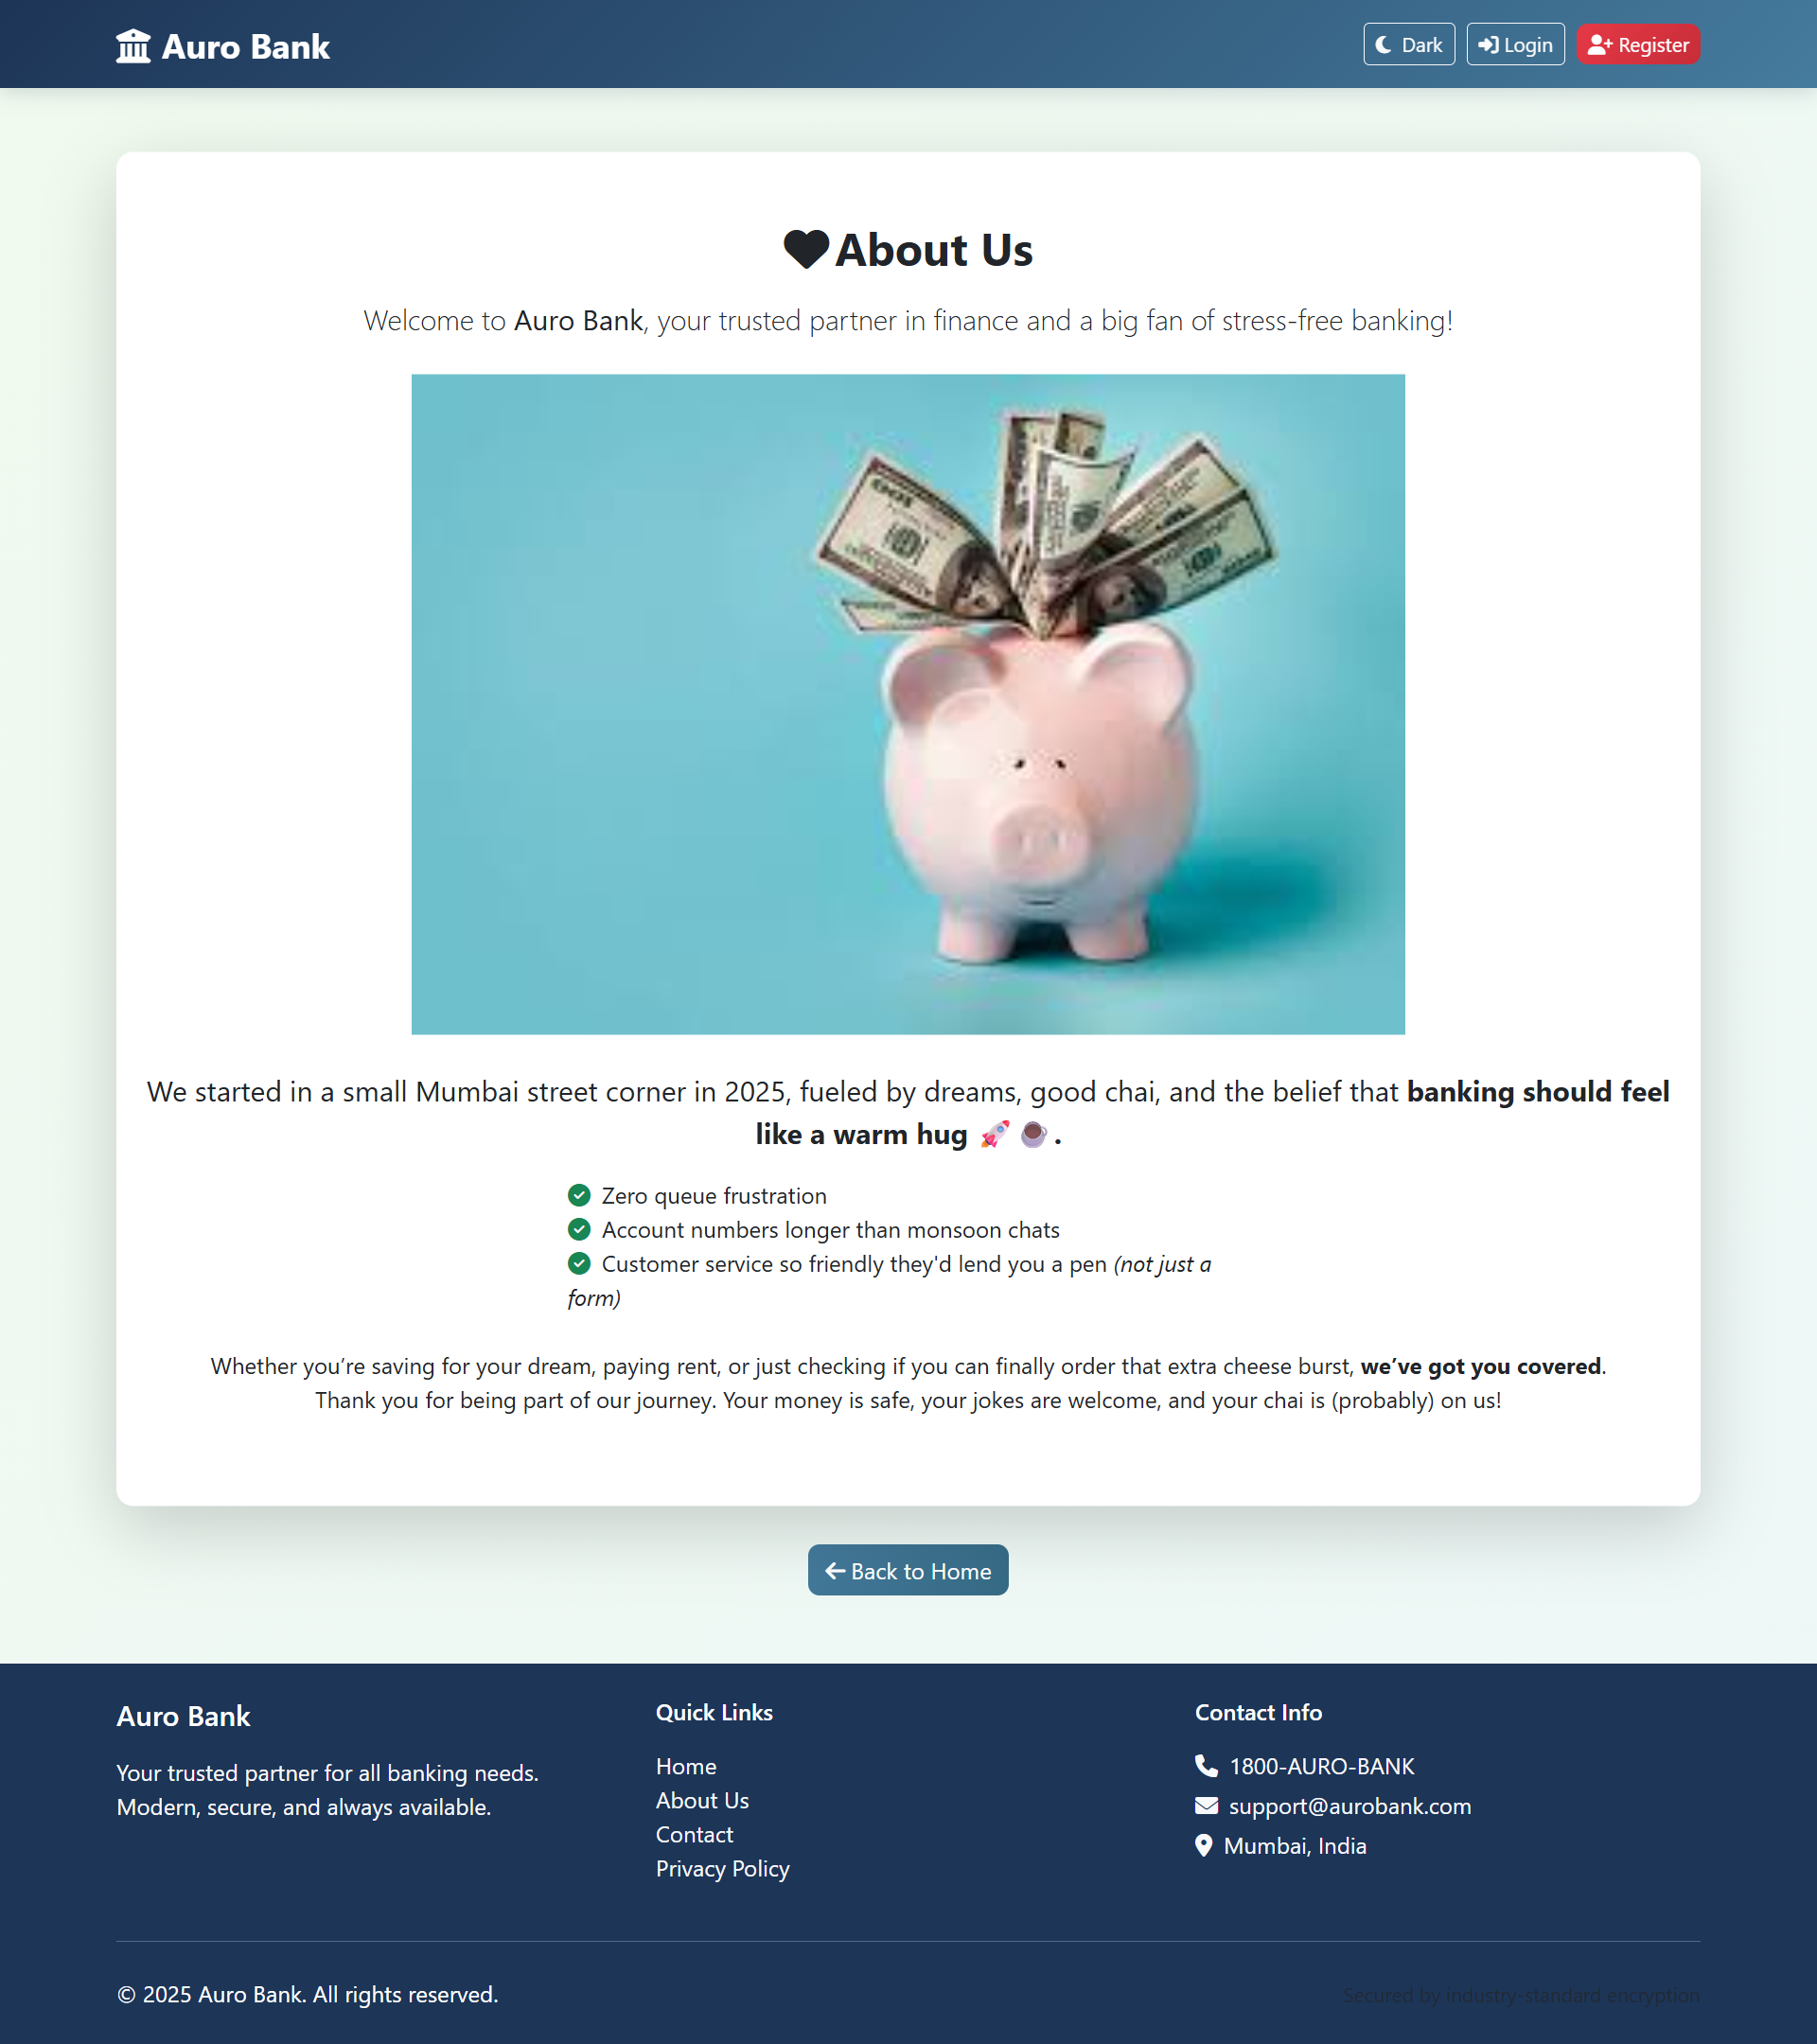 Auro Bank
Dark
Login
Register
About Us
Welcome to Auro Bank, your trusted partner in finance and a big fan of stress-free banking!
100
We started in a small Mumbai street corner in 2025, fueled by dreams, good chai, and the belief that banking should feel
like a warm hug 🚀 ☕ .
Zero queue frustration
Account numbers longer than monsoon chats
Customer service so friendly they'd lend you a pen (not just a
form)
Whether you’re saving for your dream, paying rent, or just checking if you can finally order that extra cheese burst, we’ve got you covered.
Thank you for being part of our journey. Your money is safe, your jokes are welcome, and your chai is (probably) on us!
Back to Home
Auro Bank
Your trusted partner for all banking needs.
Modern, secure, and always available.
Quick Links
Home
About Us
Contact
Privacy Policy
Contact Info
1800-AURO-BANK
support@aurobank.com
Mumbai, India
© 2025 Auro Bank. All rights reserved.
Secured by industry-standard encryption